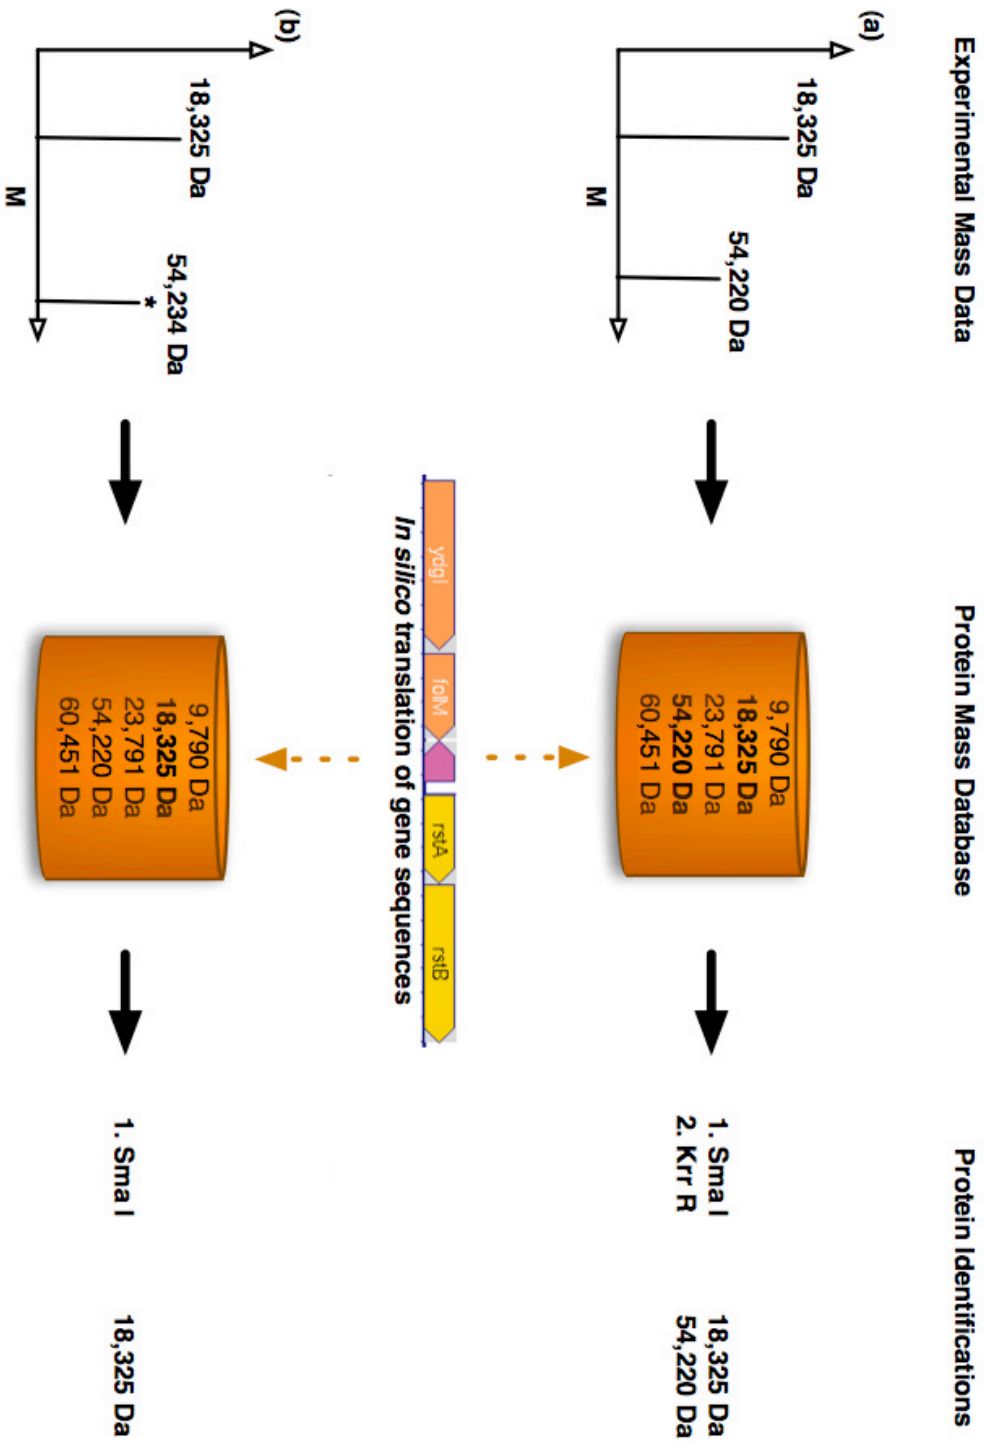 Experimental Mass Data
Protein Mass Database
Protein Identifications
(a)
18,325 Da
54,220 Da
M
9,790 Da
18,325 Da
23,791 Da
54,220 Da
60,451 Da
1. Sma I 18,325 Da
2. Krr R 54,220 Da
ydgI
folM
rstA
rstB
In silico translation of gene sequences
(b)
18,325 Da
54,234 Da
*
M
9,790 Da
18,325 Da
23,791 Da
54,220 Da
60,451 Da
1. Sma I 18,325 Da